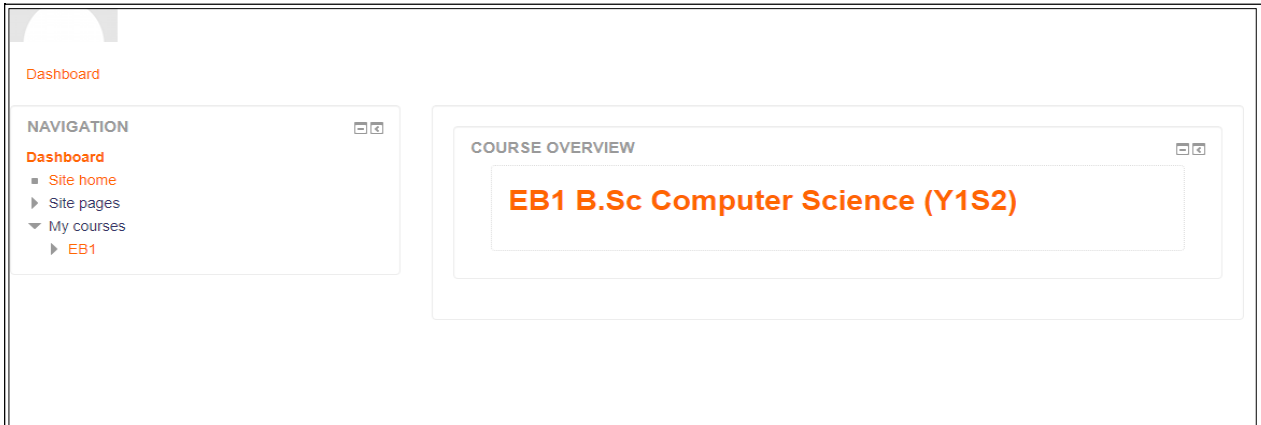 Dashboard
NAVIGATION
Dashboard
Site home
Site pages
My courses
EB1
COURSE OVERVIEW
EB1 B.Sc Computer Science (Y1S2)